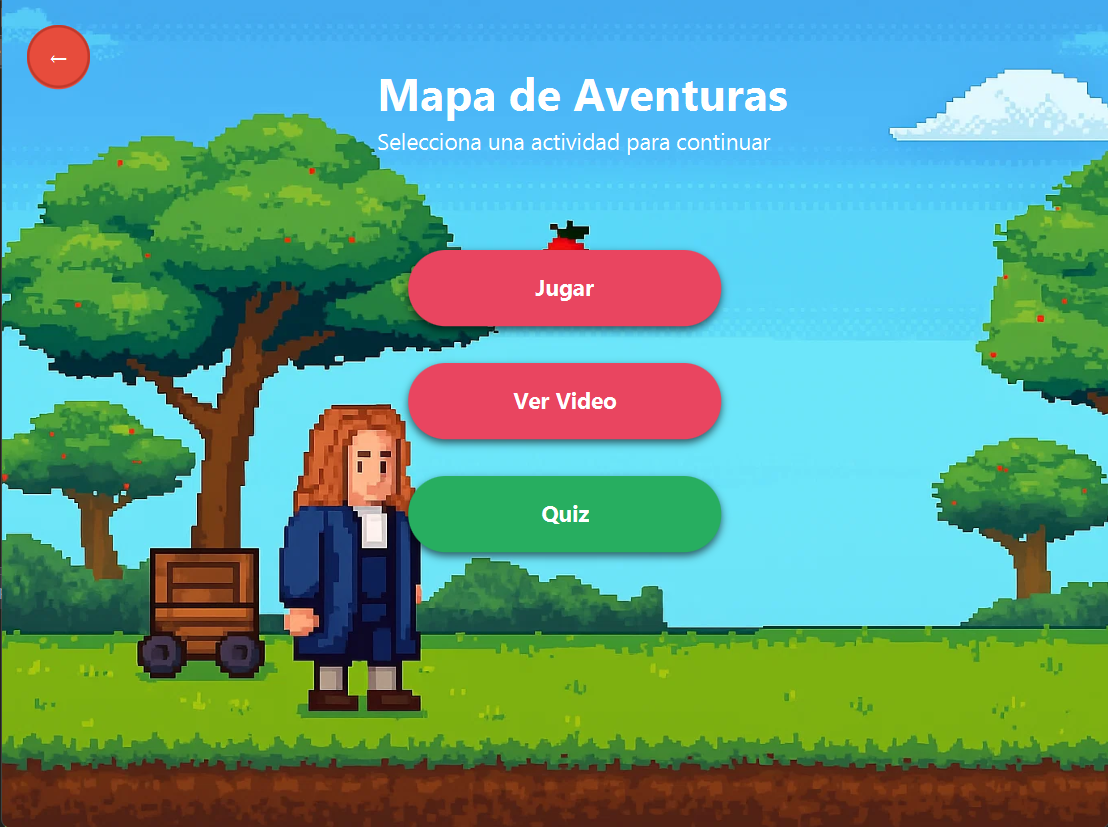 ←
Mapa de Aventuras
Selecciona una actividad para continuar
Jugar
Ver Video
Quiz